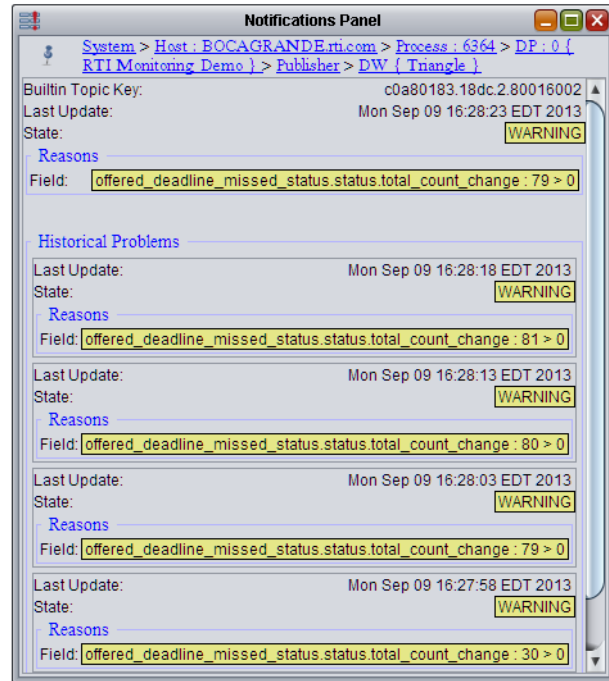 Notifications Panel
System > Host : BOCAGRANDE.rti.com > Process : 6364 > DP : 0 {
RTI Monitoring Demo } > Publisher > DW { Triangle }
Builtin Topic Key: c0a80183.18dc.2.80016002
Last Update: Mon Sep 09 16:28:23 EDT 2013
State: WARNING
Reasons
Field: offered_deadline_missed_status.status.total_count_change : 79 > 0
Historical Problems
Last Update: Mon Sep 09 16:28:18 EDT 2013
State: WARNING
Reasons
Field: offered_deadline_missed_status.status.total_count_change : 81 > 0
Last Update: Mon Sep 09 16:28:13 EDT 2013
State: WARNING
Reasons
Field: offered_deadline_missed_status.status.total_count_change : 80 > 0
Last Update: Mon Sep 09 16:28:03 EDT 2013
State: WARNING
Reasons
Field: offered_deadline_missed_status.status.total_count_change : 79 > 0
Last Update: Mon Sep 09 16:27:58 EDT 2013
State: WARNING
Reasons
Field: offered_deadline_missed_status.status.total_count_change : 30 > 0